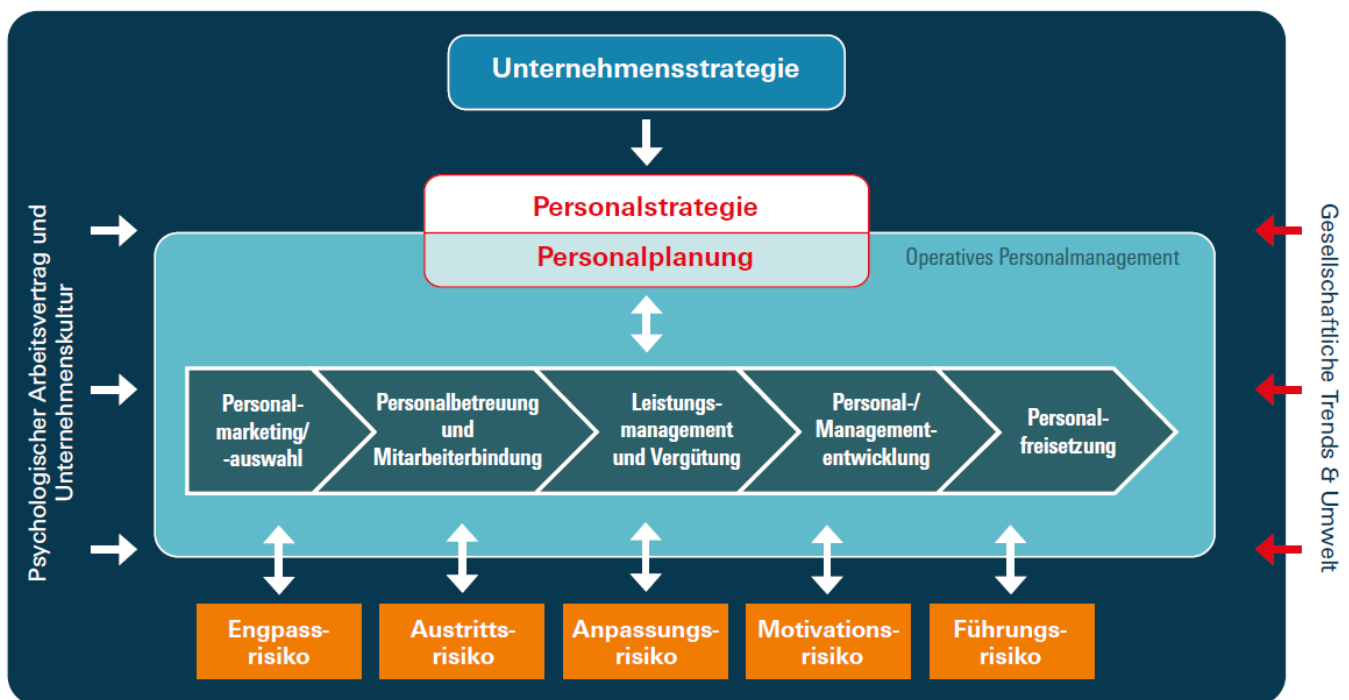 Unternehmensstrategie
Personalstrategie
Personalplanung
Operatives Personalmanagement
Psychologischer Arbeitsvertrag und
Unternehmenskultur
Gesellschaftliche Trends & Umwelt
Personal-
marketing/
-auswahl
Personalbetreuung
und
Mitarbeiterbindung
Leistungs-
management
und Vergütung
Personal-/
Management-
entwicklung
Personal-
freisetzung
Engpass-
risiko
Austritts-
risiko
Anpassungs-
risiko
Motivations-
risiko
Führungs-
risiko